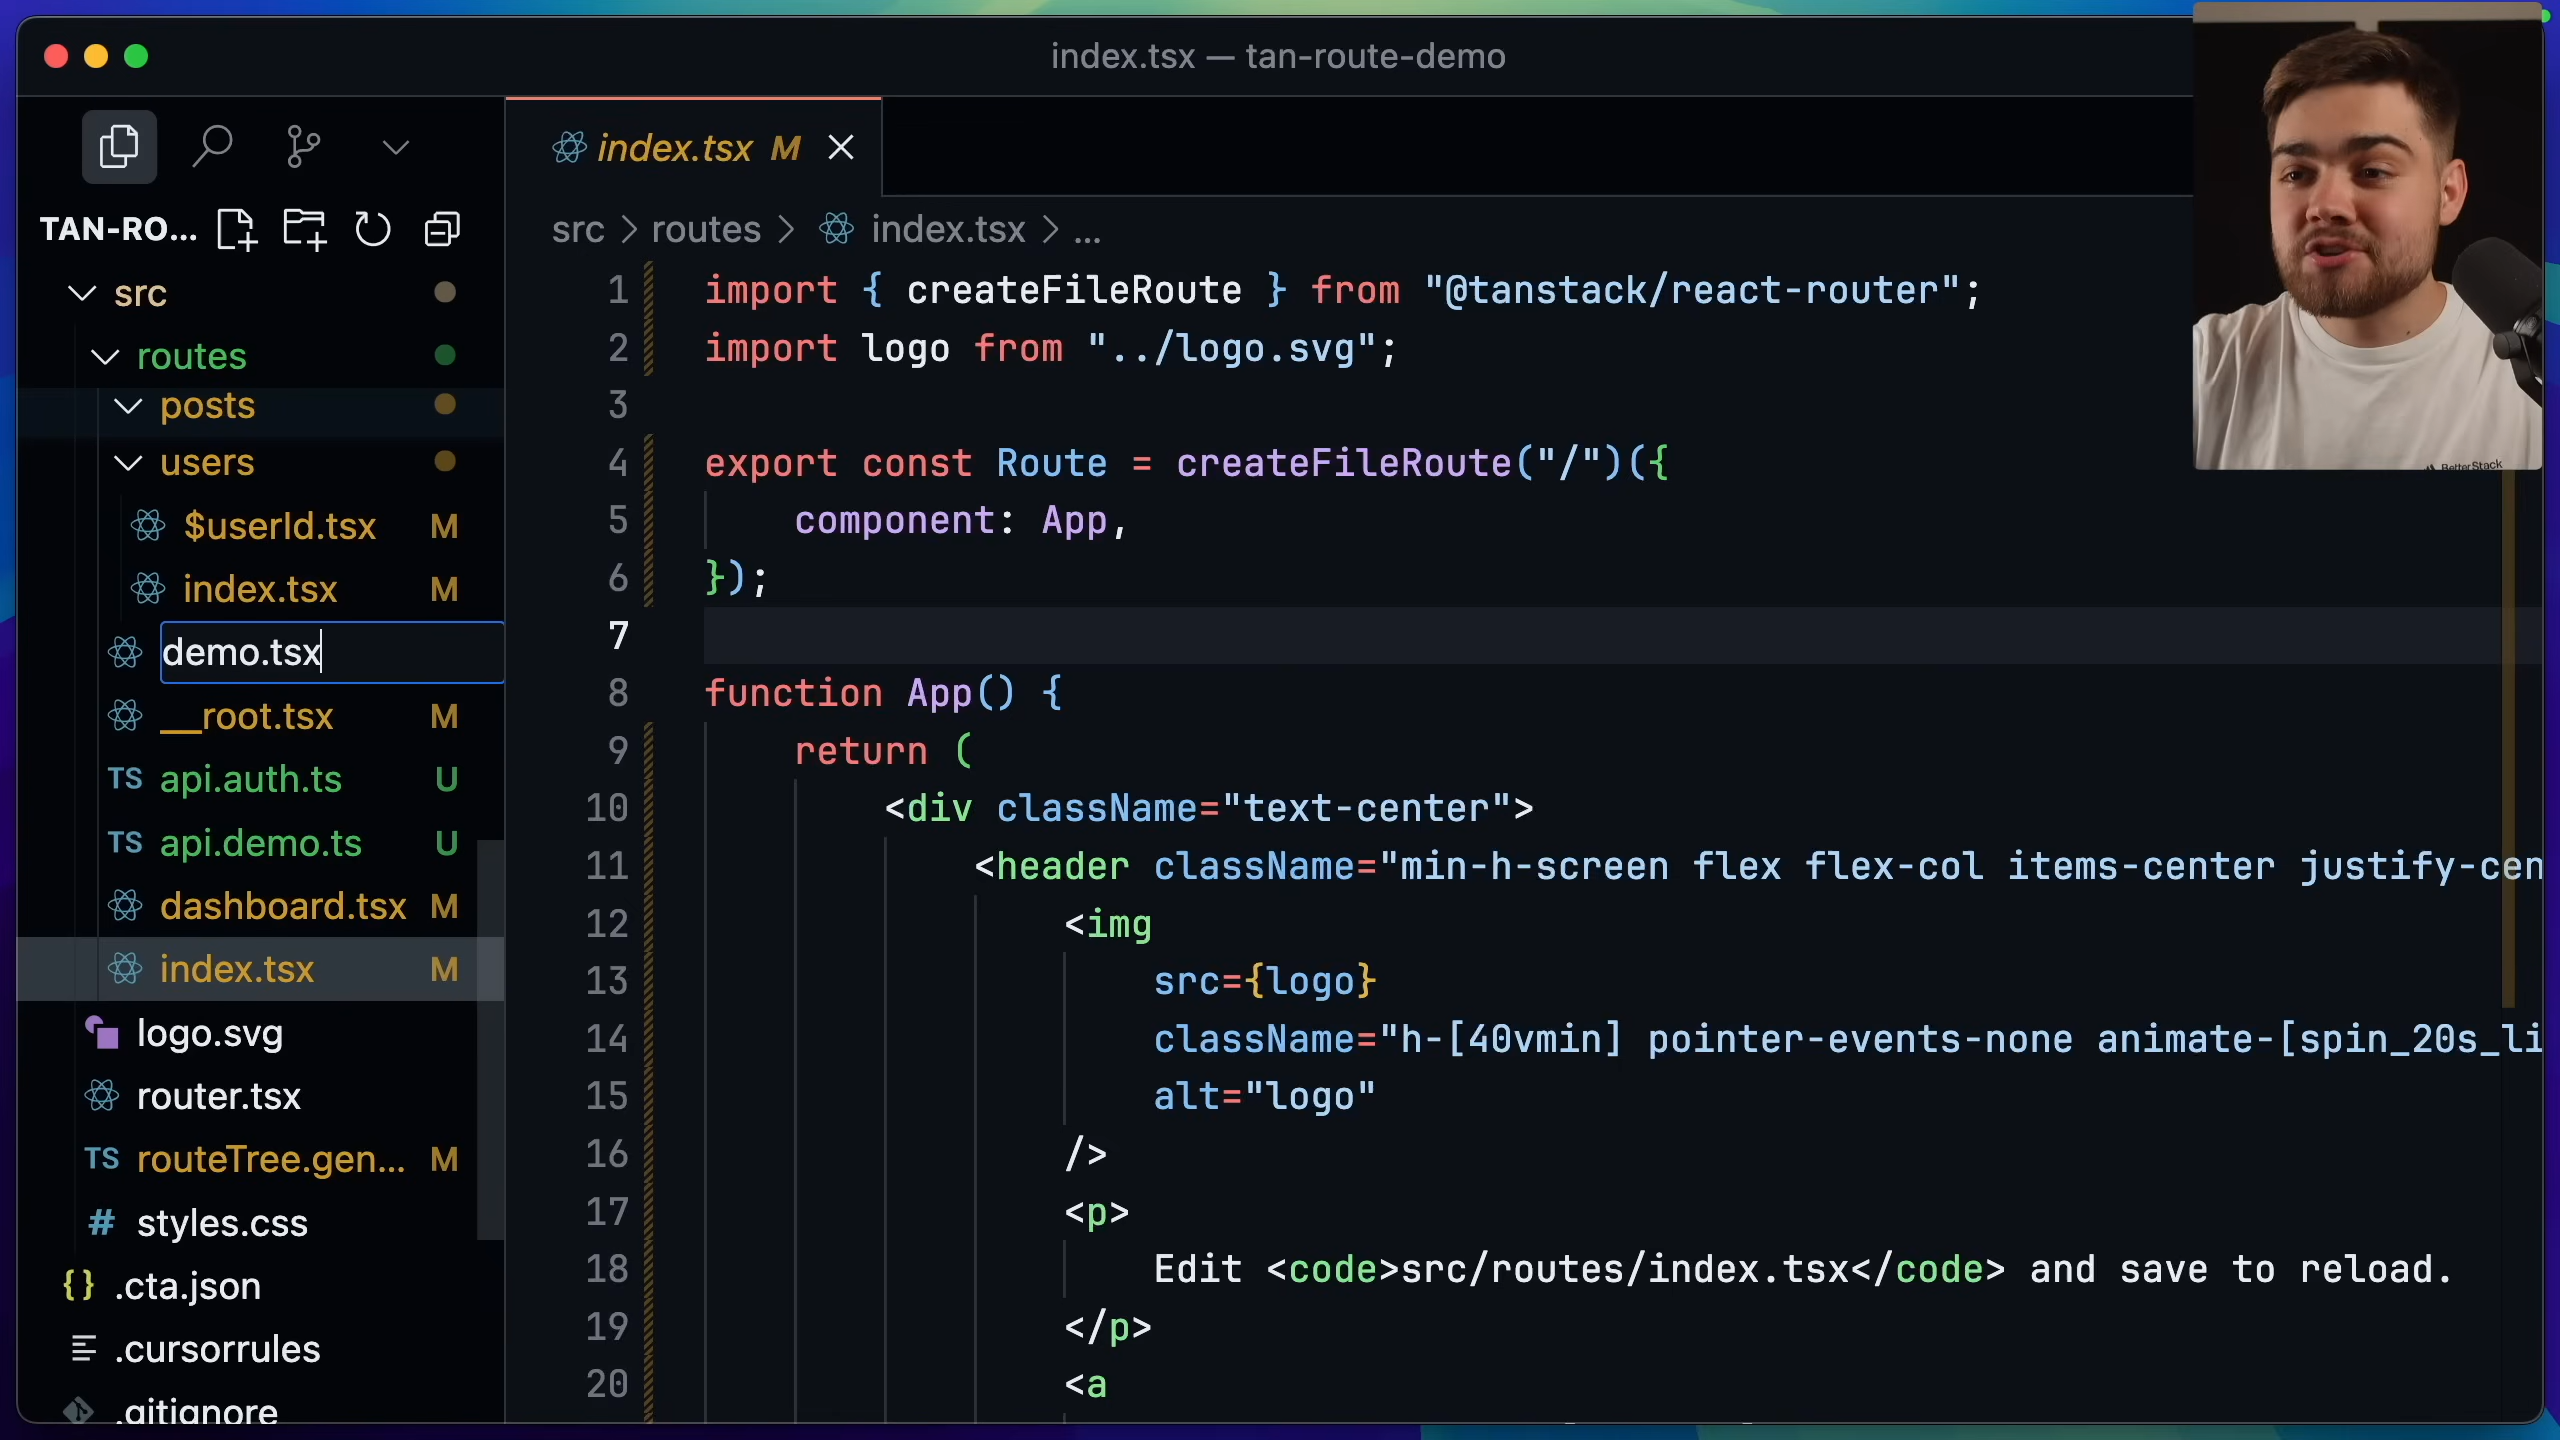 index.tsx — tan-route-demo
TAN-RO...
src
routes
posts
users
$userId.tsx M
index.tsx M
demo.tsx
__root.tsx M
TS api.auth.ts U
TS api.demo.ts U
dashboard.tsx M
index.tsx M
logo.svg
router.tsx
TS routeTree.gen... M
# styles.css
{} .cta.json
.cursorrules
.gitignore
index.tsx M
src > routes > index.tsx > ...
1 import { createFileRoute } from "@tanstack/react-router";
2 import logo from "../logo.svg";
3
4 export const Route = createFileRoute("/")({
5 component: App,
6 });
7
8 function App() {
9 return (
10 <div className="text-center">
11 <header className="min-h-screen flex flex-col items-center justify-cen
12 <img
13 src={logo}
14 className="h-[40vmin] pointer-events-none animate-[spin_20s_li
15 alt="logo"
16 />
17 <p>
18 Edit <code>src/routes/index.tsx</code> and save to reload.
19 </p>
20 <a
BetterStack